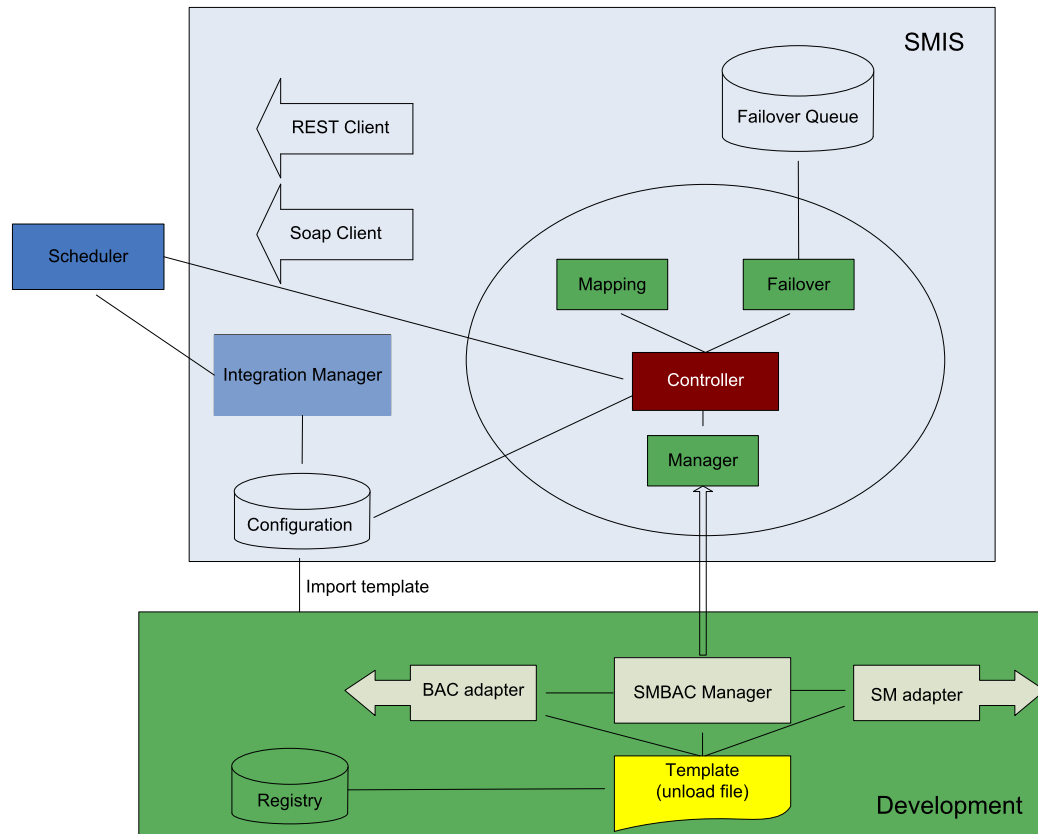 SMIS
Failover Queue
REST Client
Soap Client
Scheduler
Mapping
Failover
Integration Manager
Controller
Manager
Configuration
Import template
BAC adapter
SMBAC Manager
SM adapter
Template
(unload file)
Registry
Development